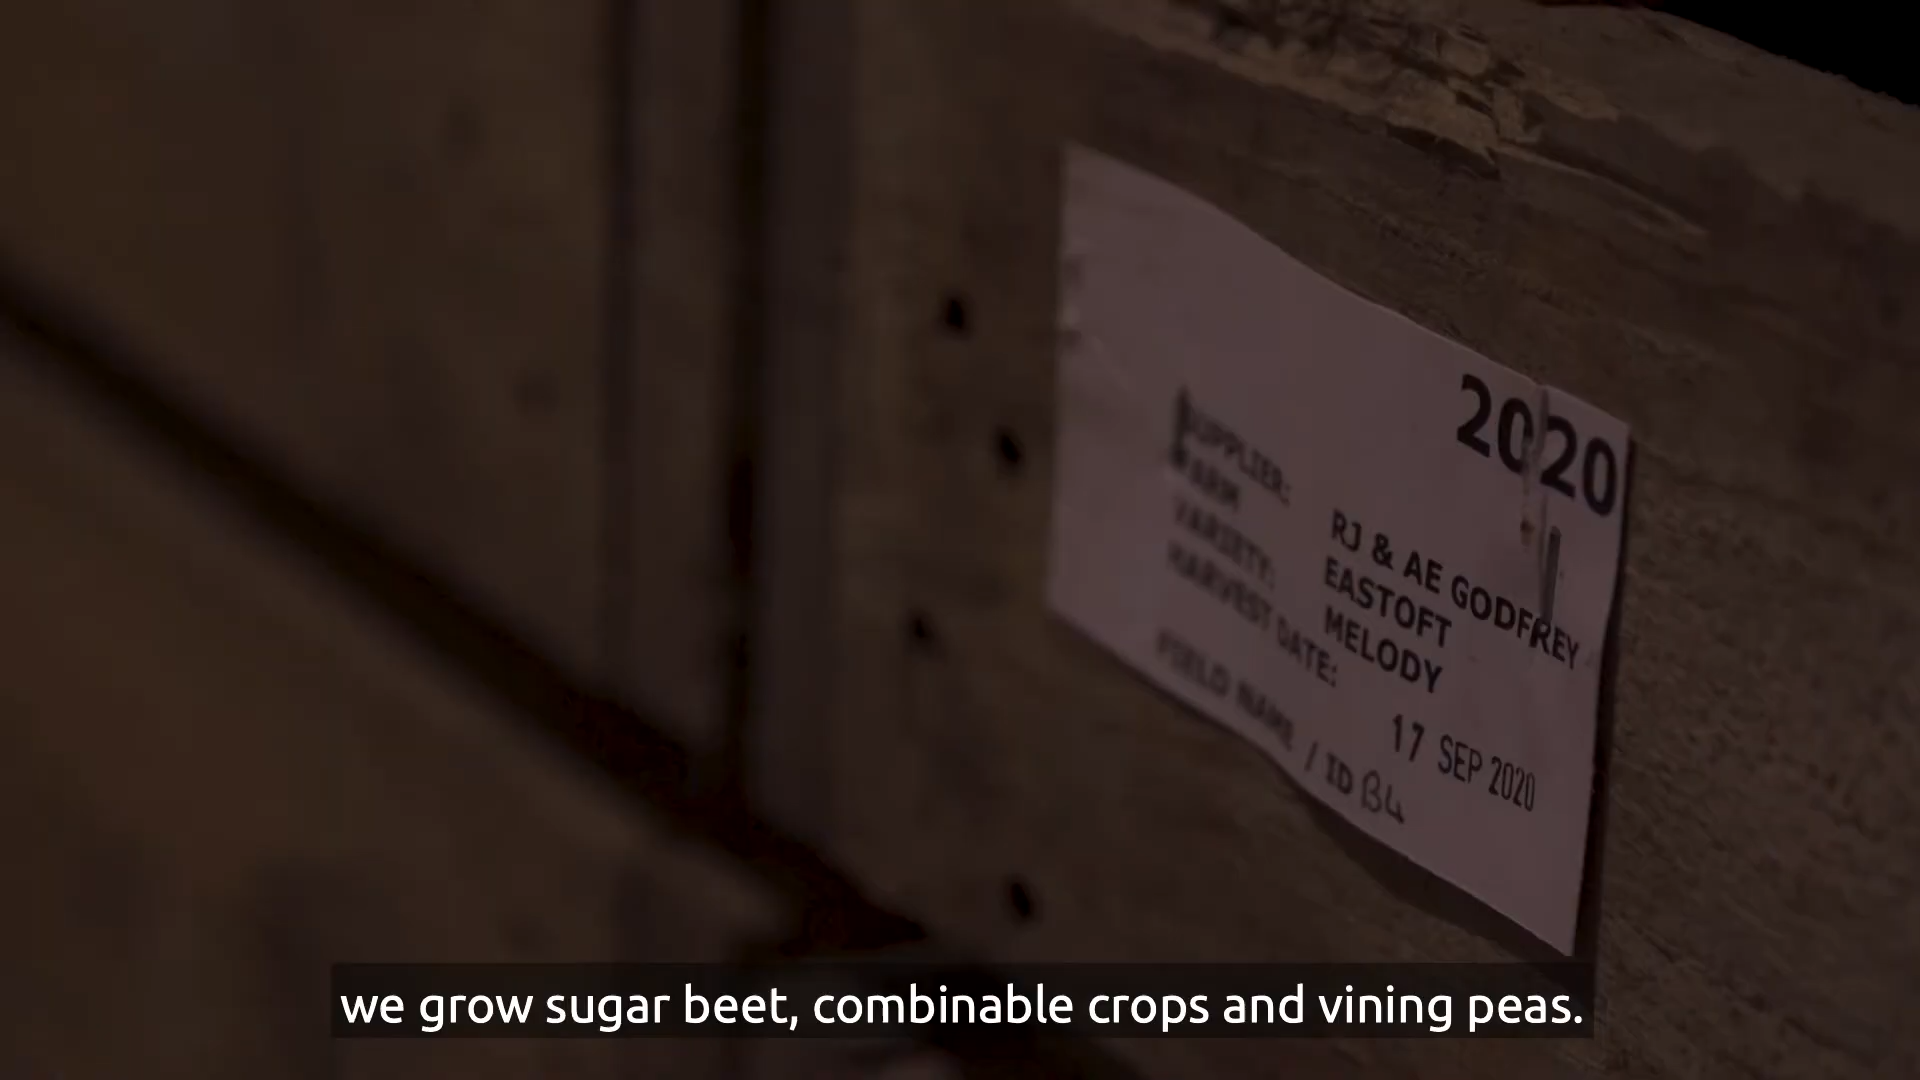 2020
SUPPLIER: RJ & AE GODFREY
FARM EASTOFT
VARIETY: MELODY
HARVEST DATE: 17 SEP 2020
FIELD NAME / ID B4
we grow sugar beet, combinable crops and vining peas.